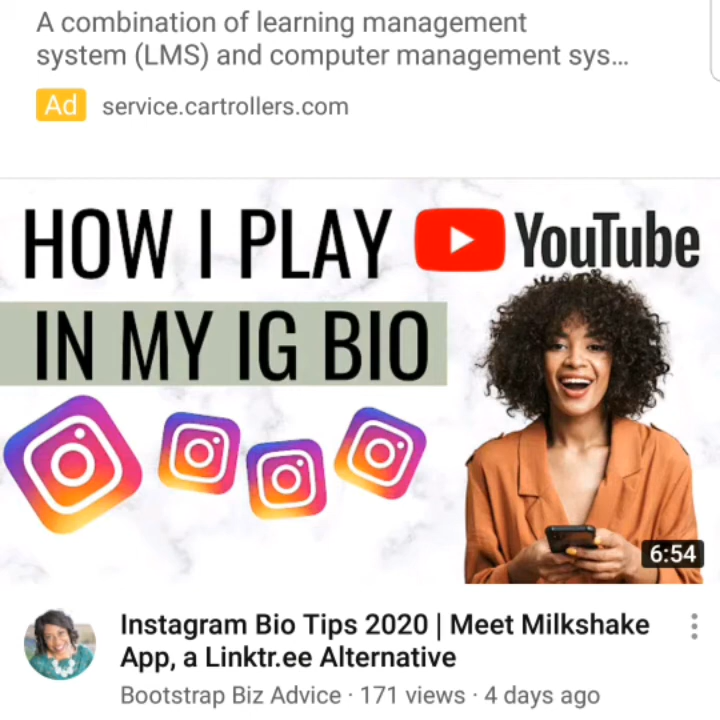 A combination of learning management
system (LMS) and computer management sys...
Ad service.cartrollers.com
HOW I PLAY YouTube
IN MY IG BIO
6:54
Instagram Bio Tips 2020 | Meet Milkshake
App, a Linktr.ee Alternative
Bootstrap Biz Advice · 171 views · 4 days ago